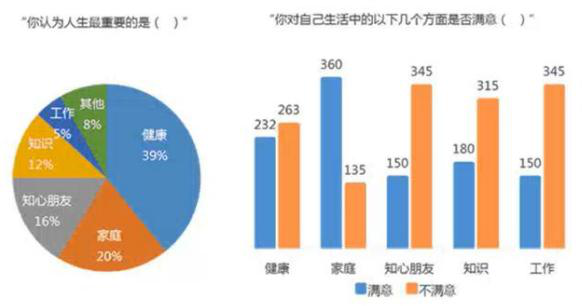 “你认为人生最重要的是（　）”
“你对自己生活中的以下几个方面是否满意（　）”
其他
8%
工作
5%
健康
39%
知识
12%
知心朋友
16%
家庭
20%
360
345
315
345
232
263
135
150
180
150
健康
家庭
知心朋友
知识
工作
满意
不满意